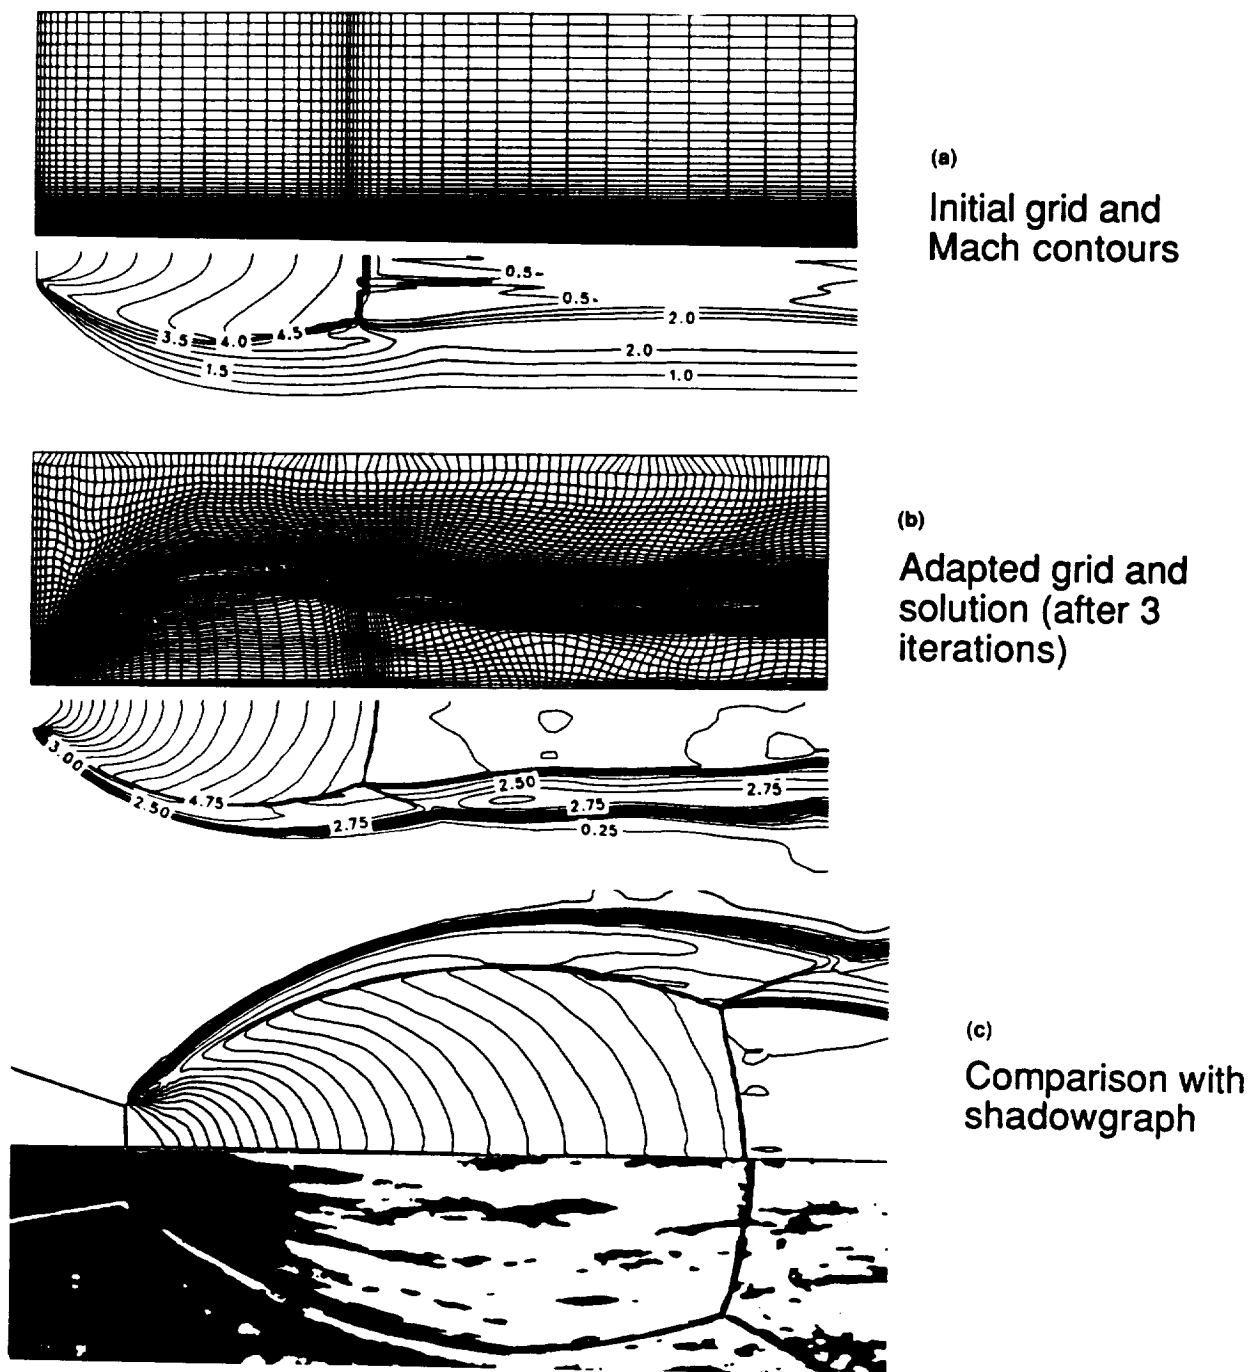 (a)
Initial grid and
Mach contours
0.5
0.5
2.0
3.5 4.0 4.5
2.0
1.5
1.0
(b)
Adapted grid and
solution (after 3
iterations)
3.00
2.50
4.75
2.50
2.75
2.75
2.75
0.25
(c)
Comparison with
shadowgraph